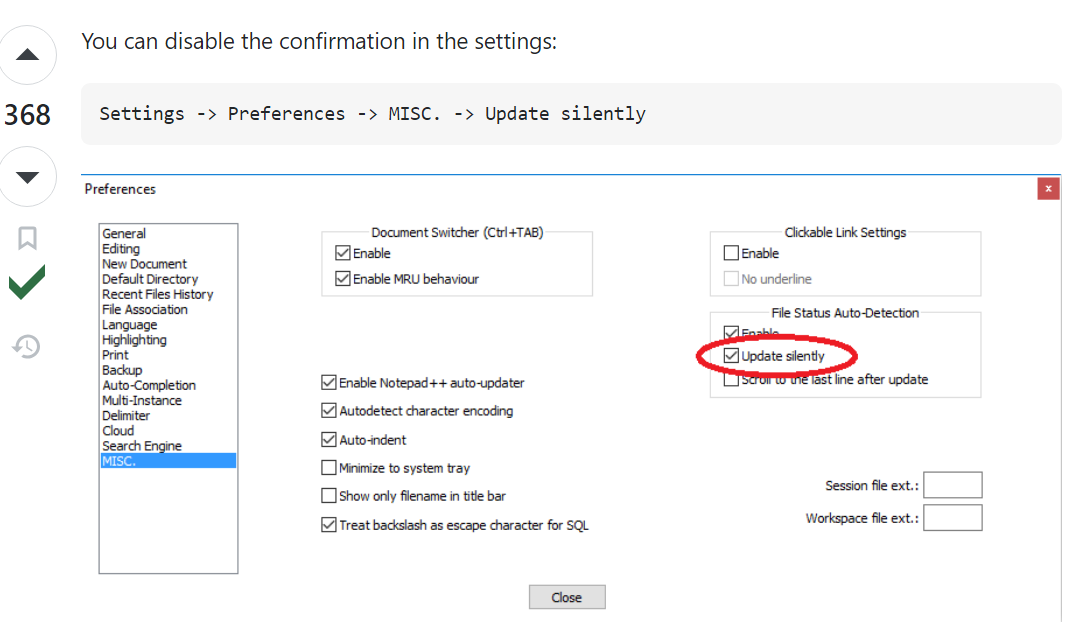 You can disable the confirmation in the settings:
368
Settings -> Preferences -> MISC. -> Update silently
Preferences
x
General
Editing
New Document
Default Directory
Recent Files History
File Association
Language
Highlighting
Print
Backup
Auto-Completion
Multi-Instance
Delimiter
Cloud
Search Engine
MISC.
Document Switcher (Ctrl+TAB)
Enable
Enable MRU behaviour
Enable Notepad++ auto-updater
Autodetect character encoding
Auto-indent
Minimize to system tray
Show only filename in title bar
Treat backslash as escape character for SQL
Clickable Link Settings
Enable
No underline
File Status Auto-Detection
Enable
Update silently
Scroll to the last line after update
Session file ext.:
Workspace file ext.:
Close